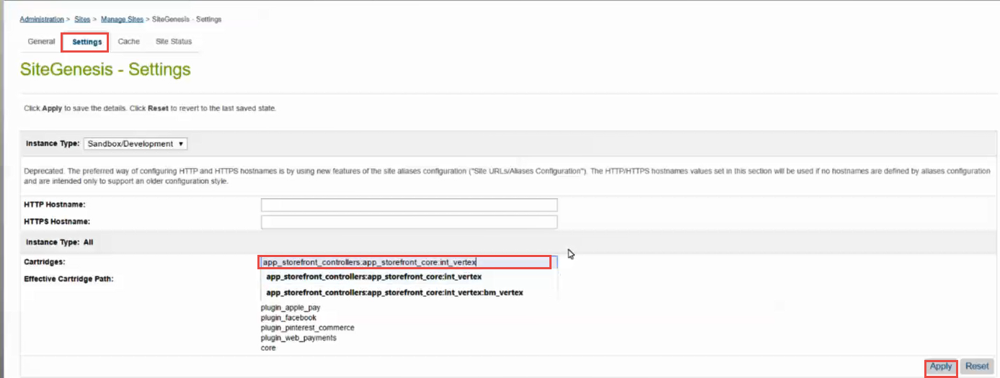 Administration > Sites > Manage Sites > SiteGenesis - Settings
General Settings Cache Site Status
SiteGenesis - Settings
Click Apply to save the details. Click Reset to revert to the last saved state.
Instance Type: Sandbox/Development
Deprecated. The preferred way of configuring HTTP and HTTPS hostnames is by using new features of the site aliases configuration ("Site URLs/Aliases Configuration"). The HTTP/HTTPS hostnames values set in this section will be used if no hostnames are defined by aliases configuration
and are intended only to support an older configuration style.
HTTP Hostname:
HTTPS Hostname:
Instance Type: All
Cartridges: app_storefront_controllers:app_storefront_core:int_vertex
Effective Cartridge Path: app_storefront_controllers:app_storefront_core:int_vertex
app_storefront_controllers:app_storefront_core:int_vertex:bm_vertex
plugin_apple_pay
plugin_facebook
plugin_pinterest_commerce
plugin_web_payments
core
Apply Reset